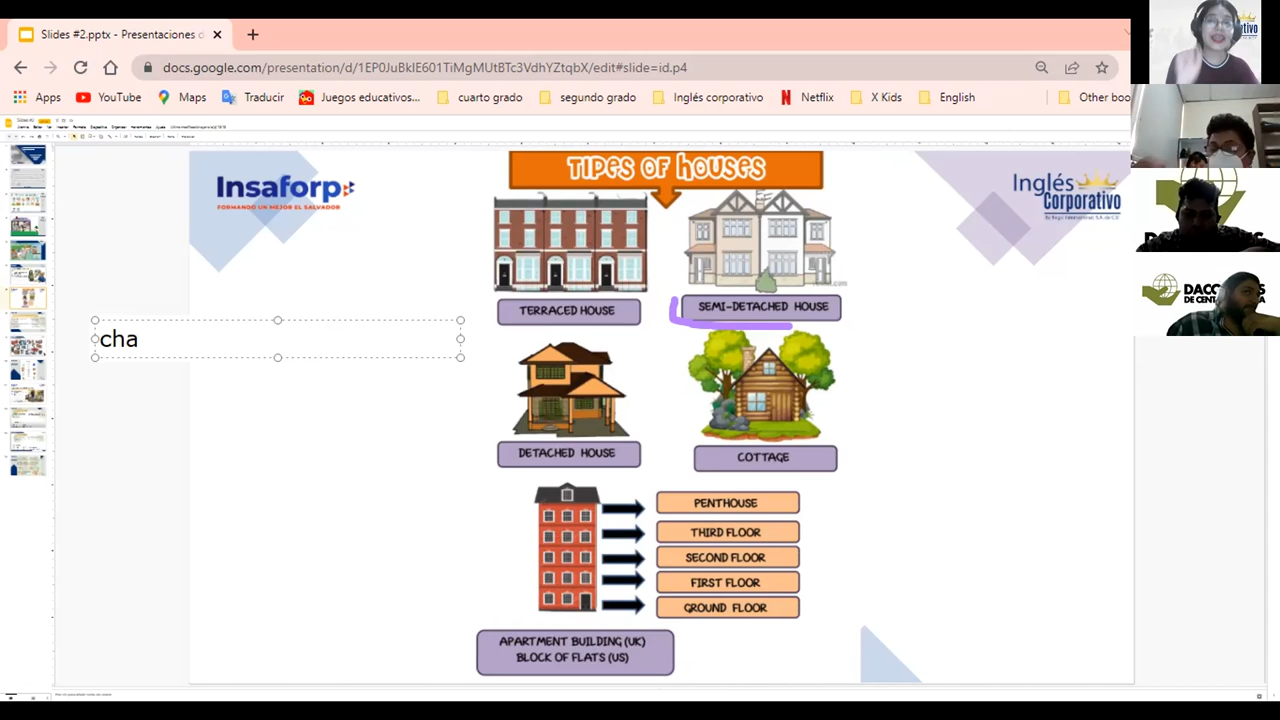 Slides #2.pptx - Presentaciones d
docs.google.com/presentation/d/1EP0JuBkIE601TiMgMUtBTc3VdhYZtqbX/edit#slide=id.p4
Apps YouTube Maps Traducir Juegos educativos... cuarto grado segundo grado Inglés corporativo Netflix X Kids English Other boo
TIPES OF HOUSES
Insaforp
FORMANDO UN MEJOR EL SALVADOR
Inglés
Corporativo
TERRACED HOUSE
SEMI-DETACHED HOUSE
cha
DETACHED HOUSE
COTTAGE
PENTHOUSE
THIRD FLOOR
SECOND FLOOR
FIRST FLOOR
GROUND FLOOR
APARTMENT BUILDING (UK)
BLOCK OF FLATS (US)
DE CENT